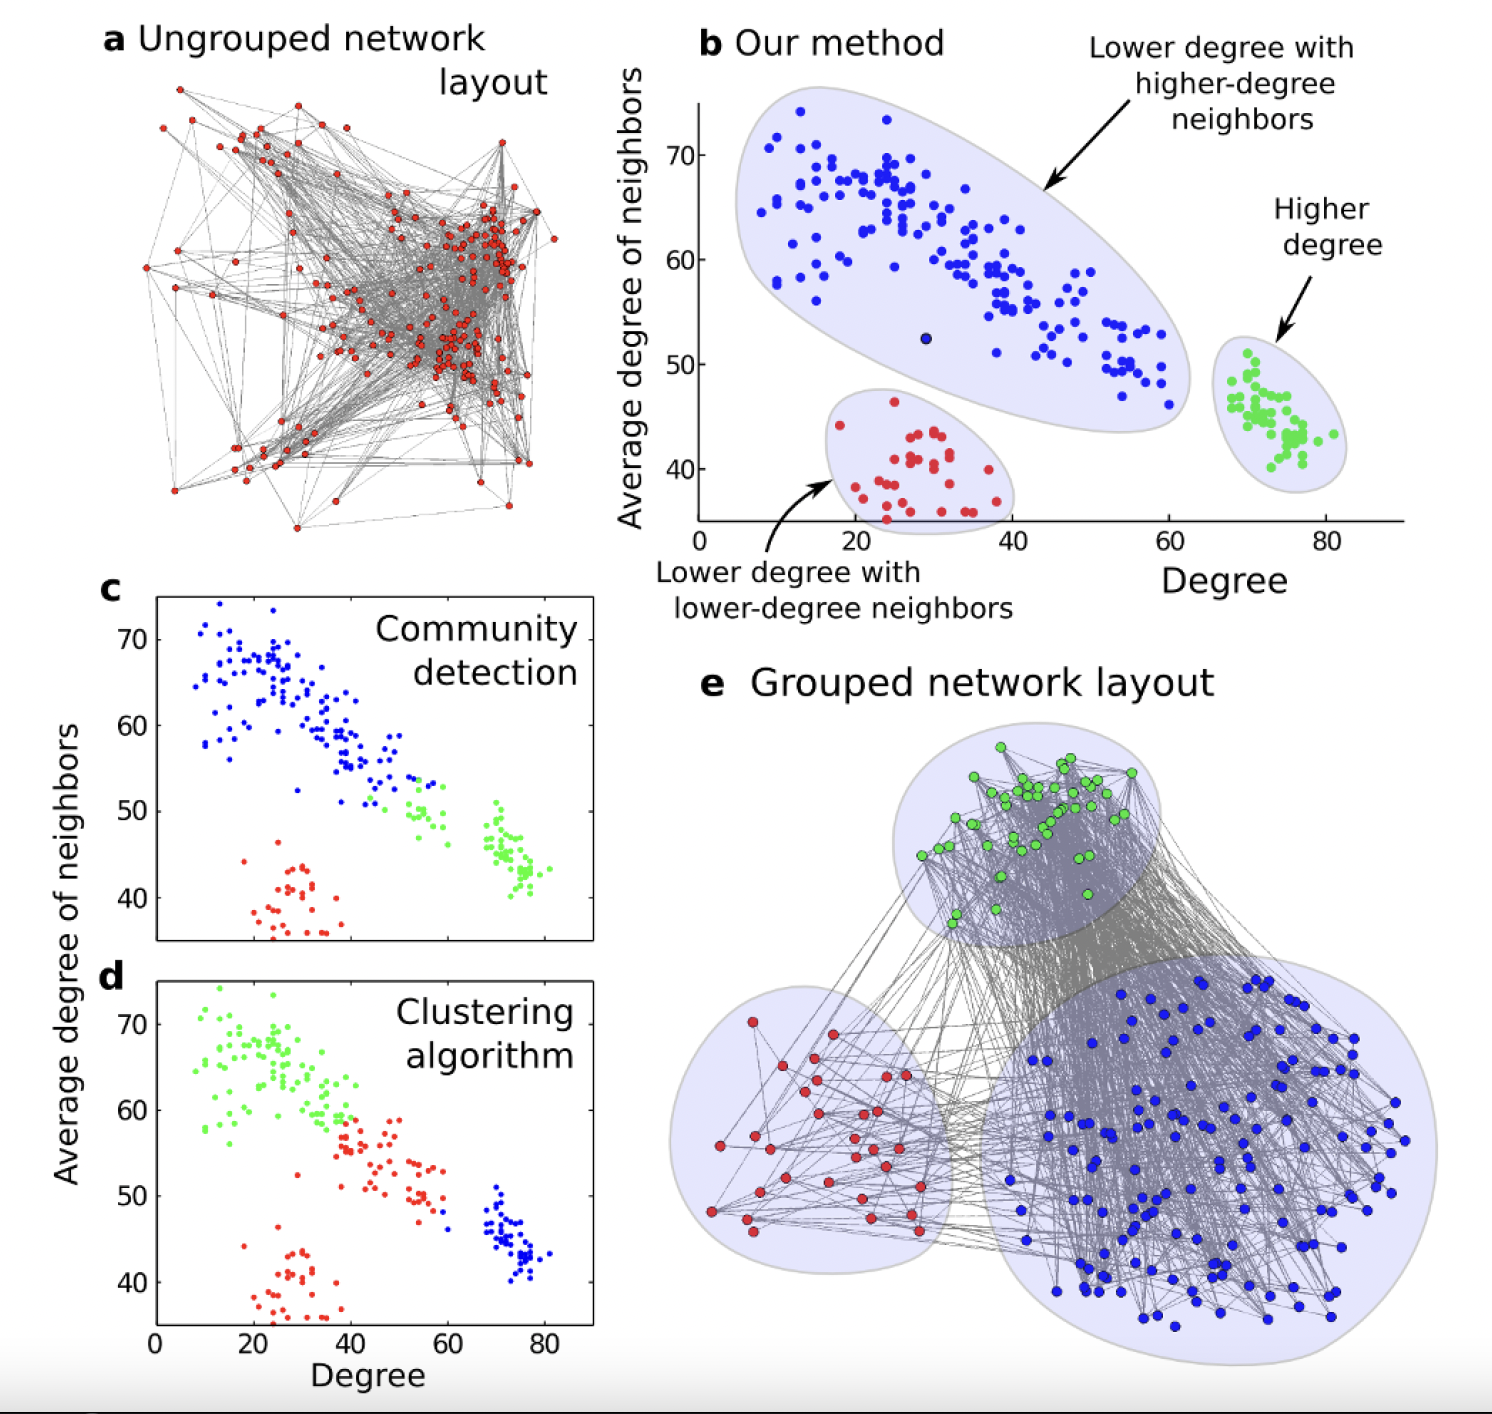 a Ungrouped network
layout
b Our method
Lower degree with
higher-degree
neighbors
Higher
degree
Average degree of neighbors
70
60
50
40
0 20 40 60 80
Degree
Lower degree with
lower-degree neighbors
c
Community
detection
70
60
50
40
Average degree of neighbors
d
Clustering
algorithm
70
60
50
40
0 20 40 60 80
Degree
e Grouped network layout